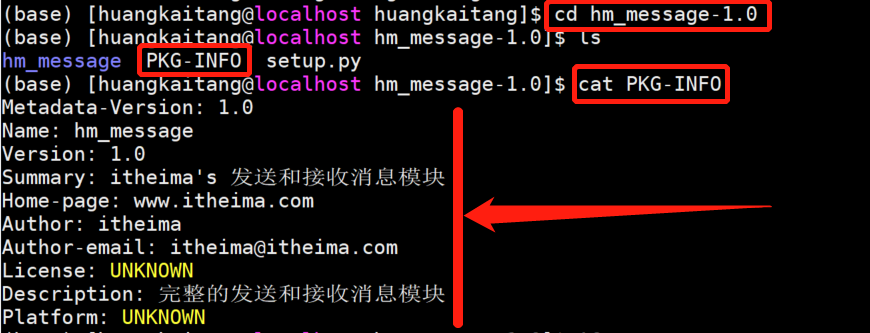 (base) [huangkaitang@localhost huangkaitang]$ cd hm_message-1.0
(base) [huangkaitang@localhost hm_message-1.0]$ ls
hm_message PKG-INFO setup.py
(base) [huangkaitang@localhost hm_message-1.0]$ cat PKG-INFO
Metadata-Version: 1.0
Name: hm_message
Version: 1.0
Summary: itheima's 发送和接收消息模块
Home-page: www.itheima.com
Author: itheima
Author-email: itheima@itheima.com
License: UNKNOWN
Description: 完整的发送和接收消息模块
Platform: UNKNOWN